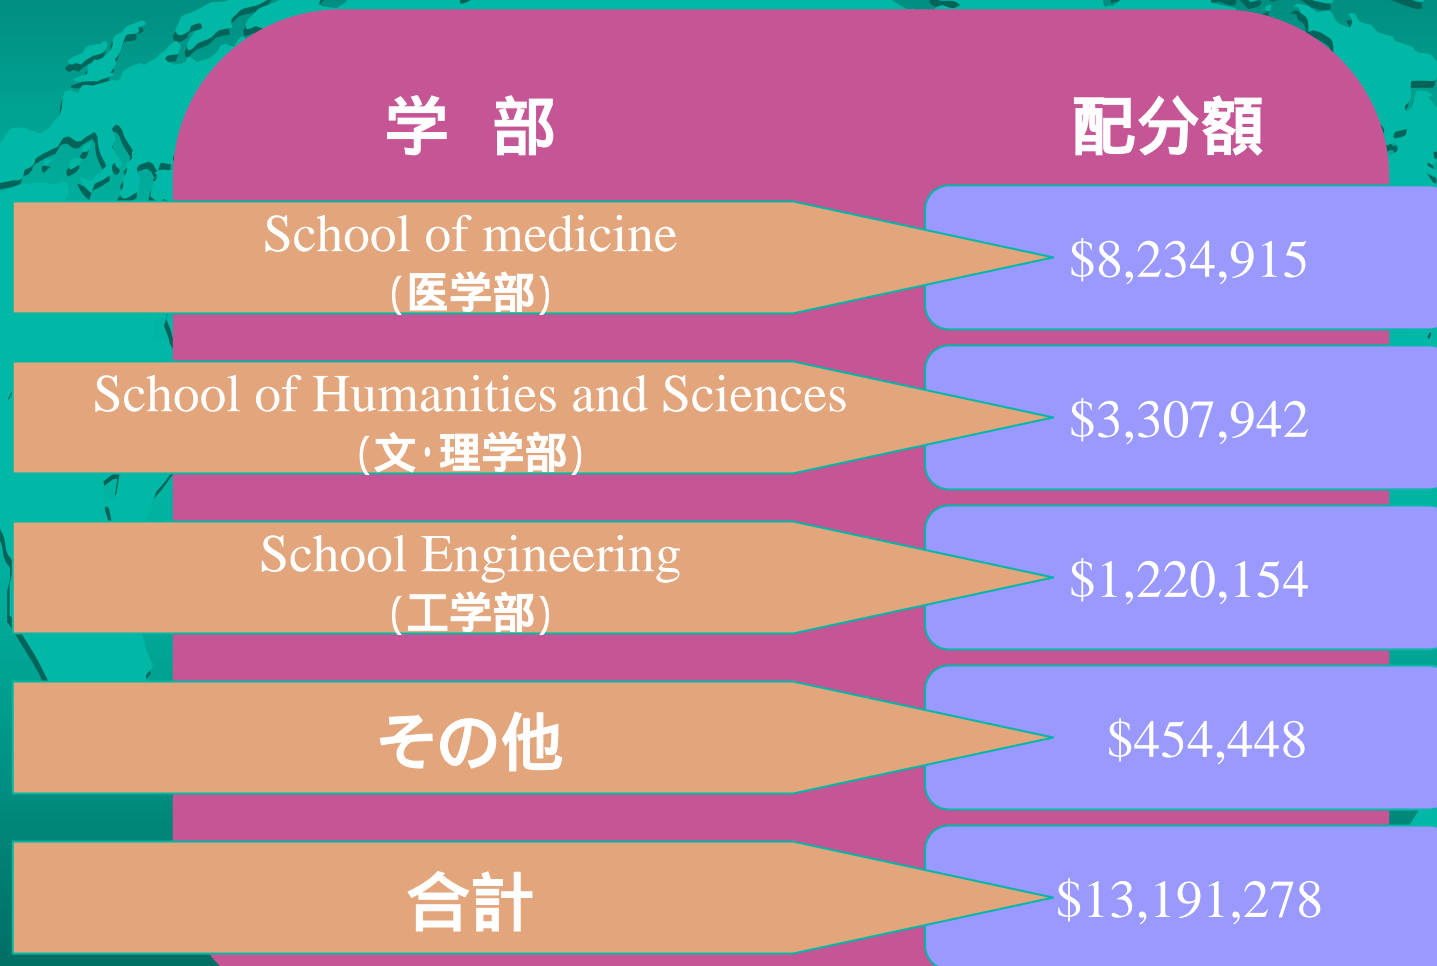 学 部 配分額
School of medicine
(医学部)
$8,234,915
School of Humanities and Sciences
(文・理学部)
$3,307,942
School Engineering
(工学部)
$1,220,154
その他
$454,448
合計
$13,191,278